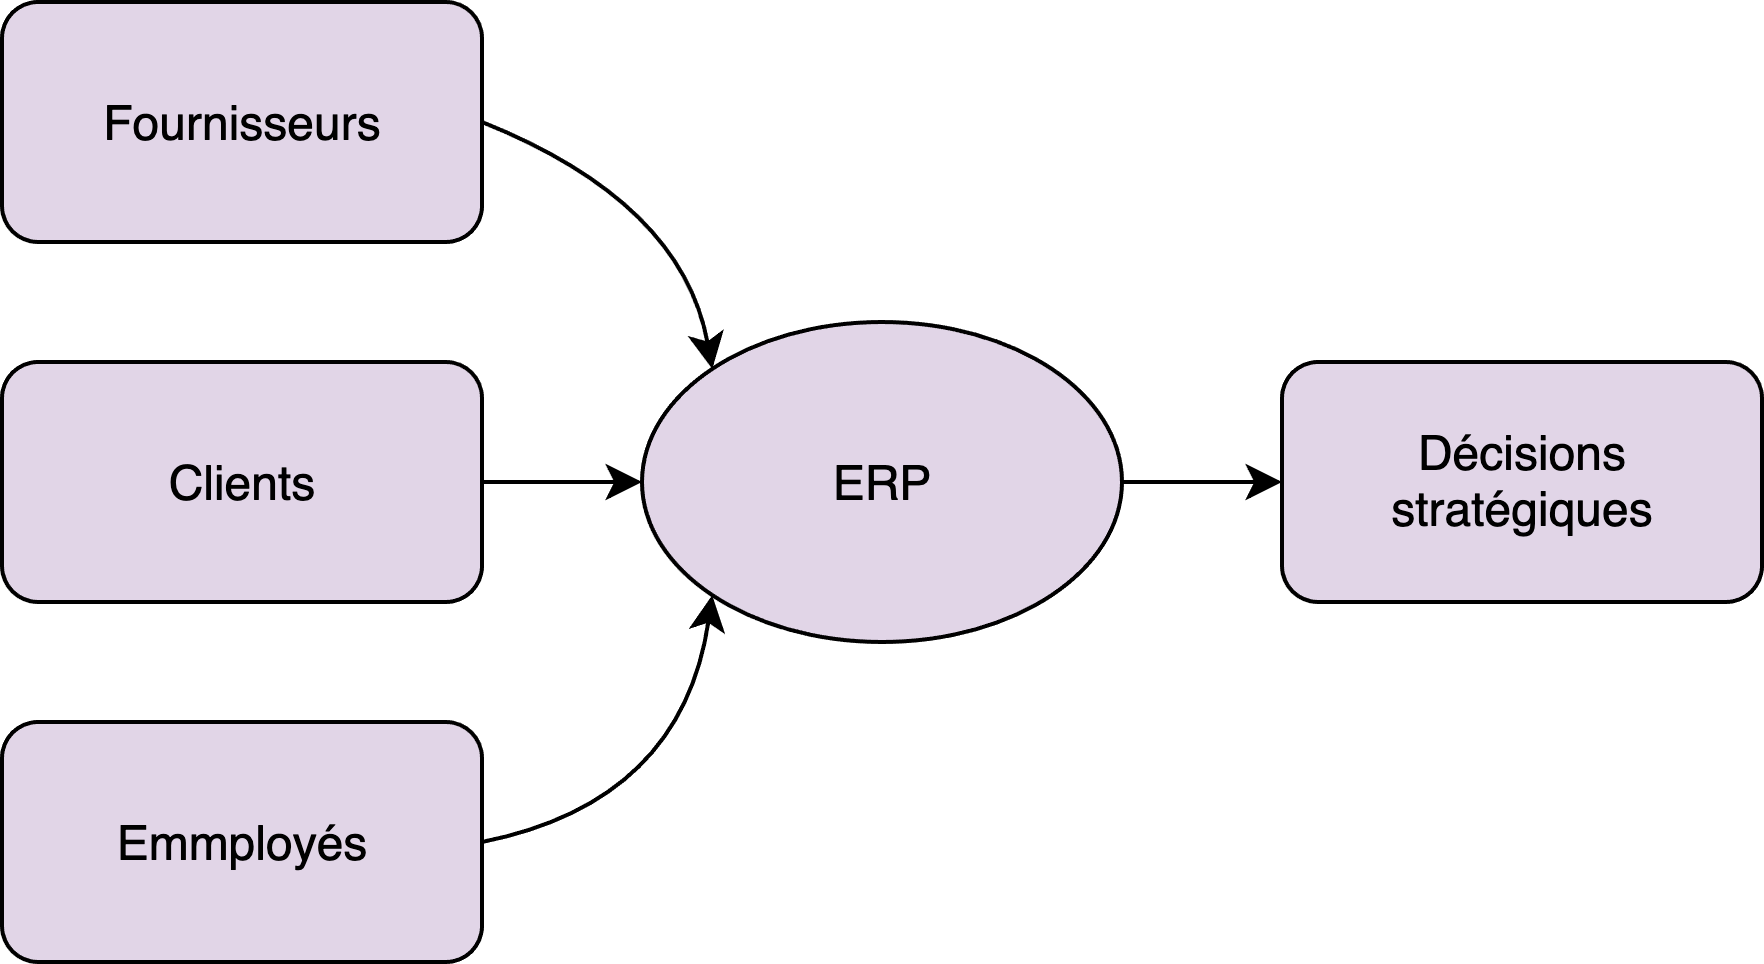 Fournisseurs
Clients
ERP
Décisions
stratégiques
Emmployés